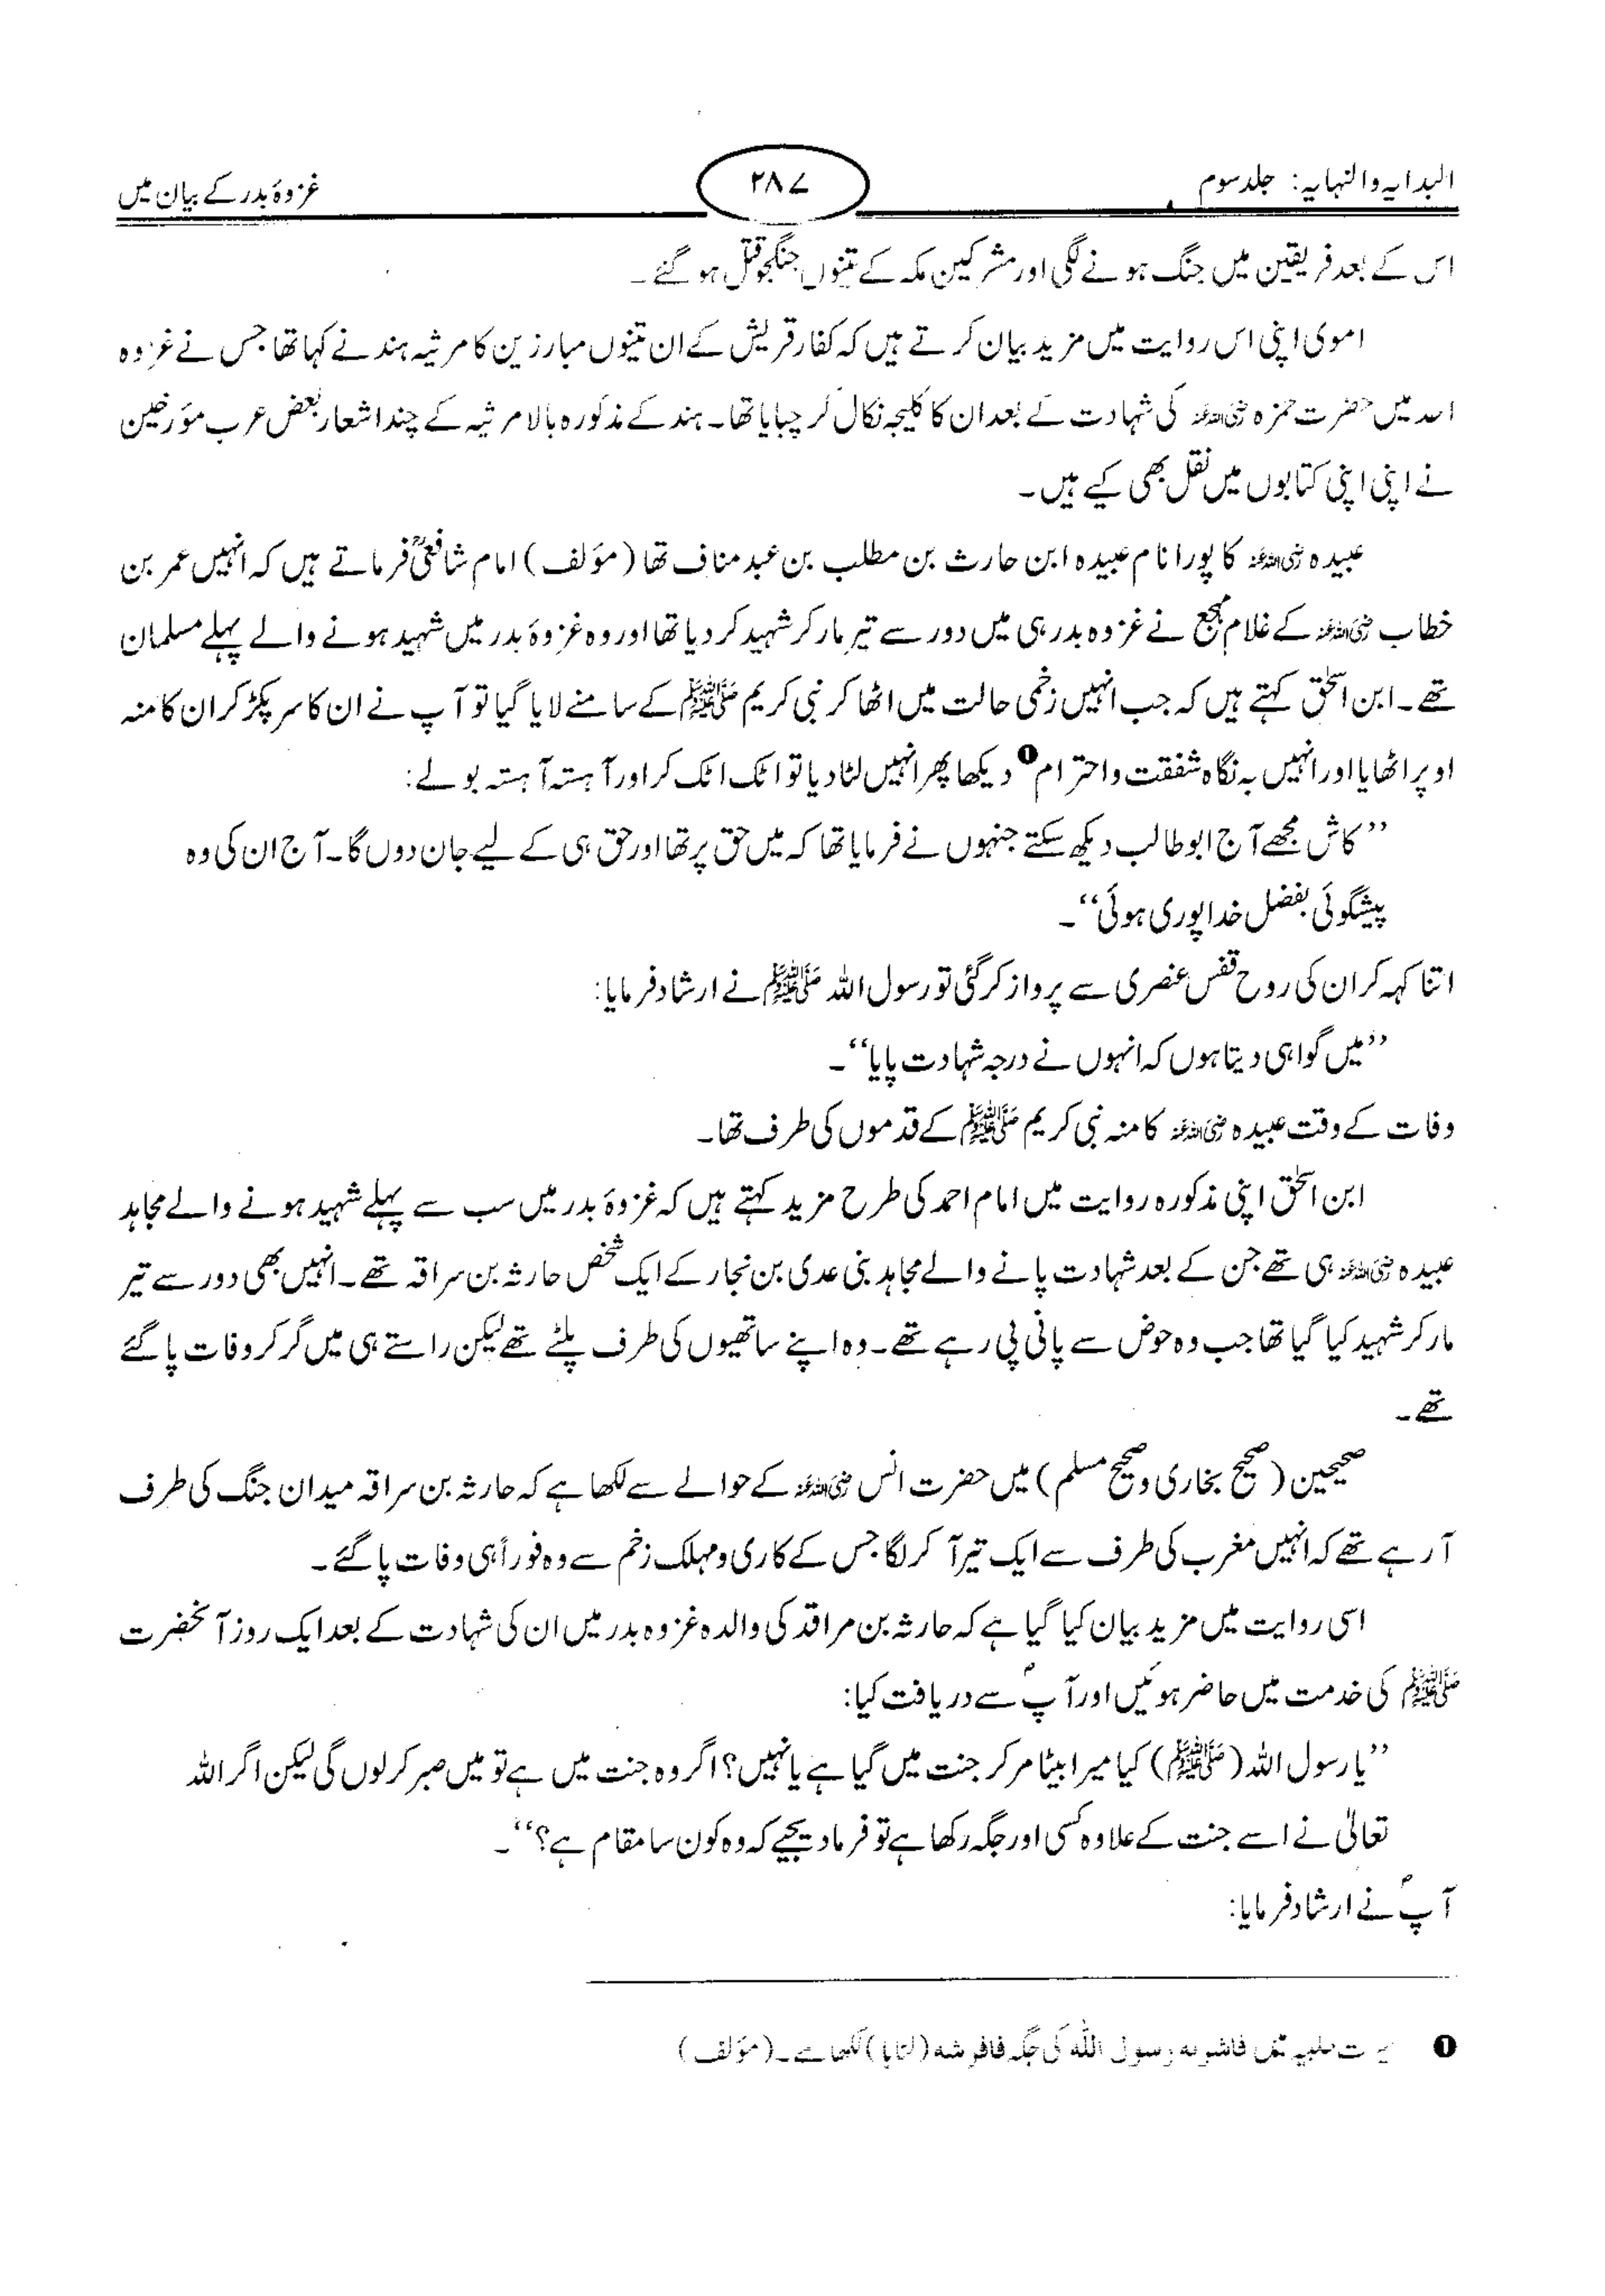 البدایہ والنہایہ: جلد سوم
۲۸۷
غزوۂ بدر کے بیان میں
اس کے بعد فریقین میں جنگ ہونے لگی اور مشرکین مکہ کے تینوں جنگجو قتل ہو گئے۔
اموی اپنی اس روایت میں مزید بیان کرتے ہیں کہ کفار قریش کے ان تینوں مبارزین کا مرثیہ ہند نے کہا تھا جس نے غزوہ
احد میں حضرت حمزہ رضی اللہ عنہ کی شہادت کے بعد ان کا کلیجہ نکال کر چبایا تھا۔ ہند کے مذکورہ بالا مرثیہ کے چند اشعار بعض عرب مؤرخین
نے اپنی اپنی کتابوں میں نقل بھی کیے ہیں۔
عبیدہ رضی اللہ عنہ کا پورا نام عبیدہ ابن حارث بن مطلب بن عبد مناف تھا (مؤلف) امام شافعیؒ فرماتے ہیں کہ انہیں عمر بن
خطاب رضی اللہ عنہ کے غلام مہجع نے غزوہ بدر ہی میں دور سے تیر مار کر شہید کر دیا تھا اور وہ غزوۂ بدر میں شہید ہونے والے پہلے مسلمان
تھے۔ ابن اسحٰق کہتے ہیں کہ جب انہیں زخمی حالت میں اٹھا کر نبی کریم ﷺ کے سامنے لایا گیا تو آپ نے ان کا سر پکڑ کر ان کا منہ
اوپر اٹھایا اور انہیں بہ نگاہ شفقت و احترام ❶ دیکھا پھر انہیں لٹا دیا تو اٹک اٹک کر اور آہستہ آہستہ بولے:
’’کاش مجھے آج ابو طالب دیکھ سکتے جنہوں نے فرمایا تھا کہ میں حق پر تھا اور حق ہی کے لیے جان دوں گا۔ آج ان کی وہ
پیشگوئی بفضل خدا پوری ہوئی‘‘۔
اتنا کہہ کر ان کی روح قفس عنصری سے پرواز کر گئی تو رسول اللہ ﷺ نے ارشاد فرمایا:
’’میں گواہی دیتا ہوں کہ انہوں نے درجہ شہادت پایا‘‘۔
وفات کے وقت عبیدہ رضی اللہ عنہ کا منہ نبی کریم ﷺ کے قدموں کی طرف تھا۔
ابن اسحٰق اپنی مذکورہ روایت میں امام احمد کی طرح مزید کہتے ہیں کہ غزوۂ بدر میں سب سے پہلے شہید ہونے والے مجاہد
عبیدہ رضی اللہ عنہ ہی تھے جن کے بعد شہادت پانے والے مجاہد بنی عدی بن نجار کے ایک شخص حارثہ بن سراقہ تھے۔ انہیں بھی دور سے تیر
مار کر شہید کیا گیا تھا جب وہ حوض سے پانی پی رہے تھے۔ وہ اپنے ساتھیوں کی طرف پلٹے تھے لیکن راستے ہی میں گر کر وفات پا گئے
تھے۔
صحیحین (صحیح بخاری و صحیح مسلم) میں حضرت انس رضی اللہ عنہ کے حوالے سے لکھا ہے کہ حارثہ بن سراقہ میدان جنگ کی طرف
آ رہے تھے کہ انہیں مغرب کی طرف سے ایک تیر آ کر لگا جس کے کاری و مہلک زخم سے وہ فوراً ہی وفات پا گئے۔
اسی روایت میں مزید بیان کیا گیا ہے کہ حارثہ بن مراقد کی والدہ غزوہ بدر میں ان کی شہادت کے بعد ایک روز آنحضرت
ﷺ کی خدمت میں حاضر ہوئیں اور آپؐ سے دریافت کیا:
’’یا رسول اللہ (ﷺ) کیا میرا بیٹا مر کر جنت میں گیا ہے یا نہیں؟ اگر وہ جنت میں ہے تو میں صبر کر لوں گی لیکن اگر اللہ
تعالیٰ نے اسے جنت کے علاوہ کسی اور جگہ رکھا ہے تو فرما دیجیے کہ وہ کون سا مقام ہے؟‘‘۔
آپؐ نے ارشاد فرمایا:
❶ سیرت حلبیہ میں فاشرفه رسول اللہ کی جگہ فافرشه (لٹایا) لکھا ہے۔ (مؤلف)